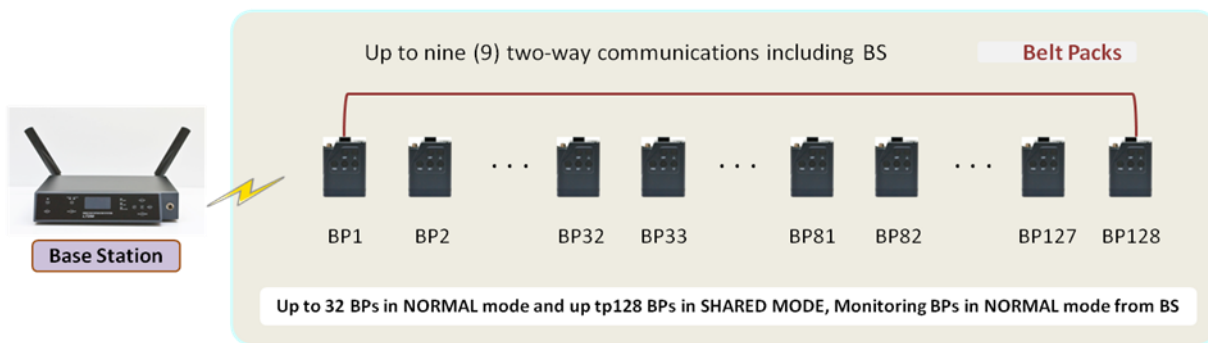 Up to nine (9) two-way communications including BS
Belt Packs
. . .
. . .
. . .
BP1
BP2
BP32
BP33
BP81
BP82
BP127
BP128
Base Station
Up to 32 BPs in NORMAL mode and up tp128 BPs in SHARED MODE, Monitoring BPs in NORMAL mode from BS